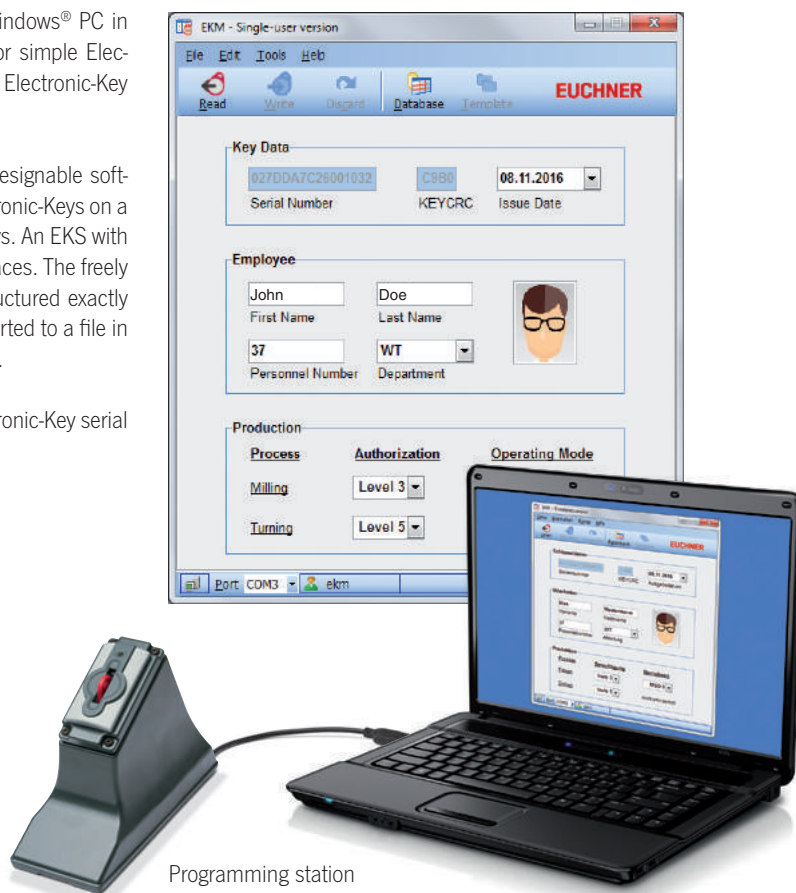 indows® PC in
or simple Elec-
Electronic-Key
esignable soft-
ronic-Keys on a
s. An EKS with
aces. The freely
uctured exactly
rted to a file in
.
ronic-Key serial
EKM - Single-user version
File Edit Tools Help
Read Write Discard Database Template EUCHNER
Key Data
027DDA7C26001032 C9B0 08.11.2016
Serial Number KEYCRC Issue Date
Employee
John Doe
First Name Last Name
37 WT
Personnel Number Department
Production
Process Authorization Operating Mode
Milling Level 3
Turning Level 5
Port COM3 ekm
EUCHNER
KEYCRC
WT
37
Programming station